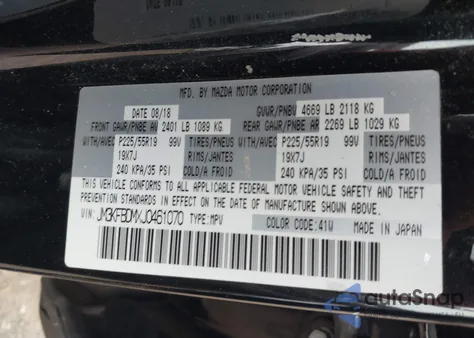 MFD. BY MAZDA MOTOR CORPORATION
DATE 08/18 GVWR/PNBV 4669 LB 2118 KG
FRONT GAWR/PNBE AV 2401 LB 1089 KG REAR GAWR/PNBE AR 2269 LB 1029 KG
WITH/AVEC P225/55R19 99V TIRES/PNEUS WITH/AVEC P225/55R19 99V TIRES/PNEUS
19X7J RIMS/JANTES 19X7J RIMS/JANTES
240 KPA/35 PSI COLD/A FROID 240 KPA/35 PSI COLD/A FROID
THIS VEHICLE CONFORMS TO ALL APPLICABLE FEDERAL MOTOR VEHICLE SAFETY AND THEFT PREVENTION
STANDARDS IN EFFECT ON THE DATE OF MANUFACTURE SHOWN ABOVE.
VIN: TYPE: MPV COLOR CODE: 41W MADE IN JAPAN
autoSnap